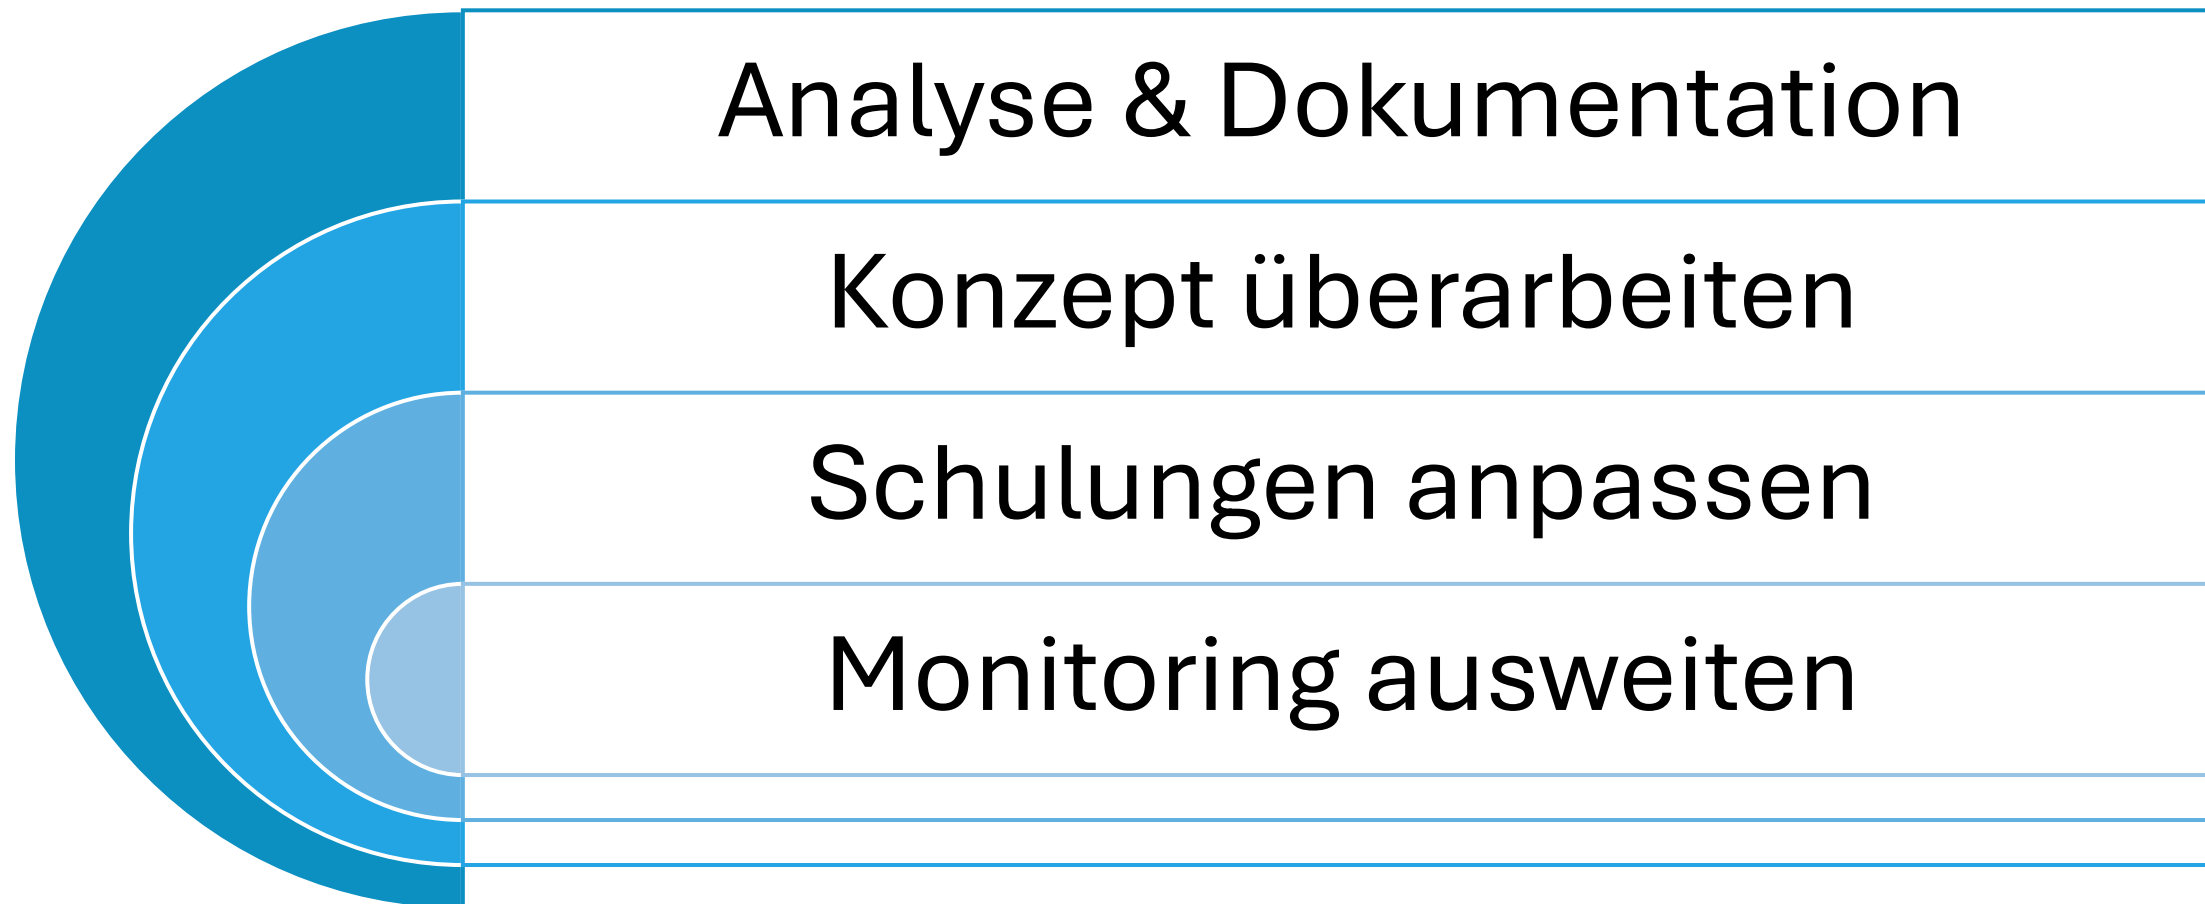 Analyse & Dokumentation
Konzept überarbeiten
Schulungen anpassen
Monitoring ausweiten